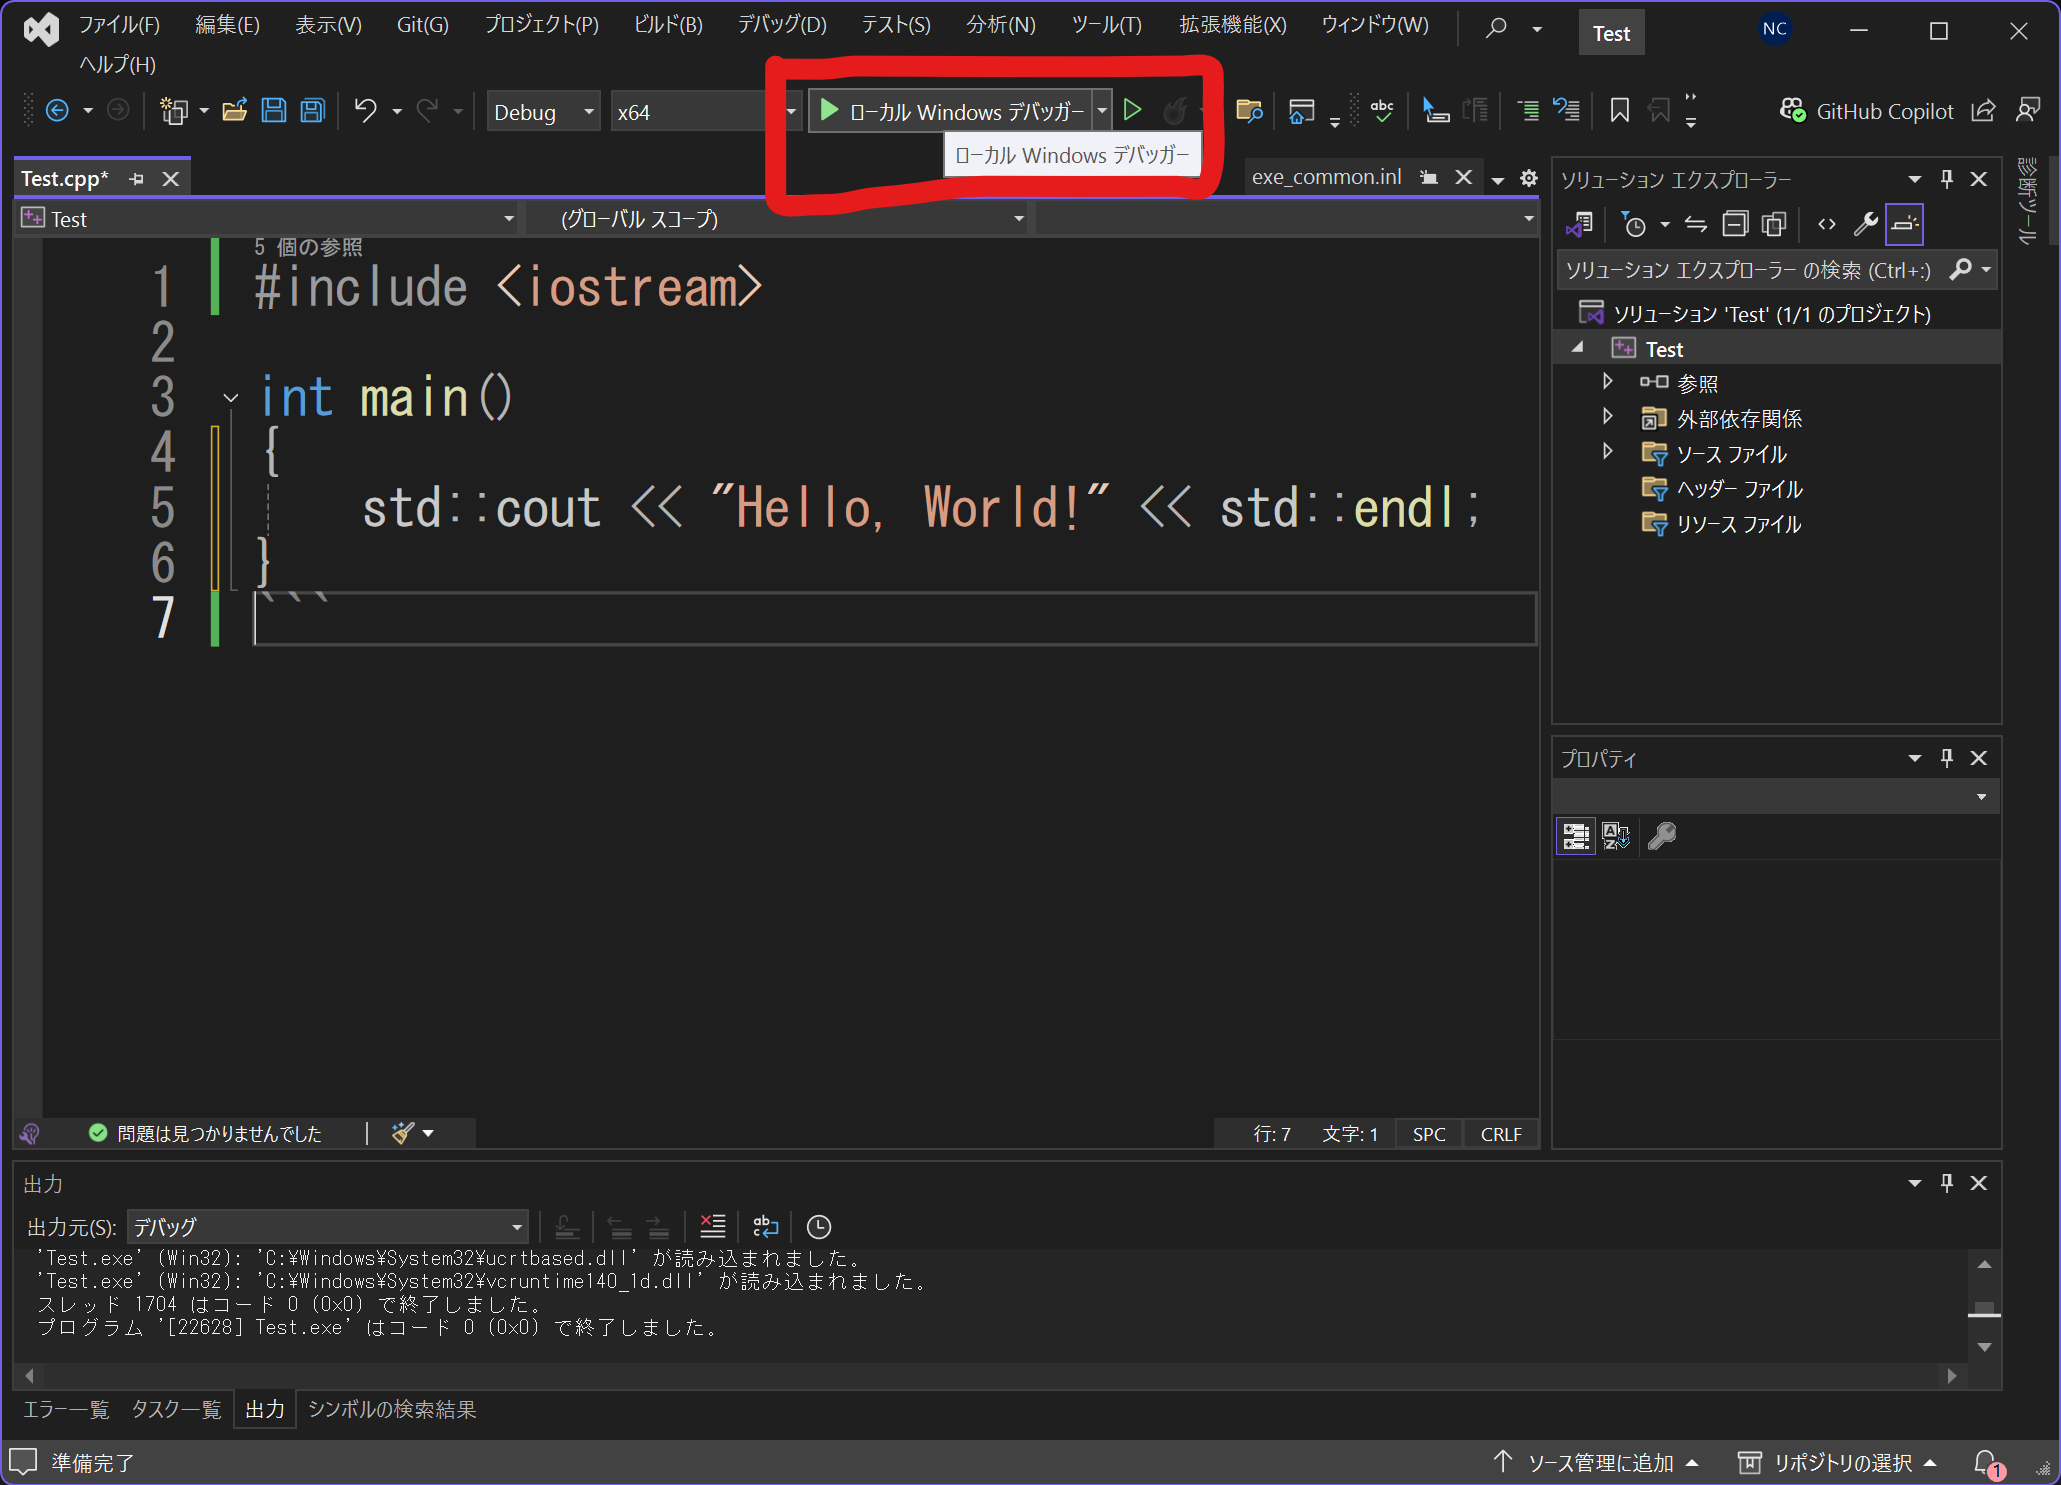 ファイル(F) 編集(E) 表示(V) Git(G) プロジェクト(P) ビルド(B) デバッグ(D) テスト(S) 分析(N) ツール(T) 拡張機能(X) ウィンドウ(W) Test NC
ヘルプ(H)
Debug x64 ローカル Windows デバッガー abc GitHub Copilot
ローカル Windows デバッガー
Test.cpp* exe_common.inl
Test (グローバル スコープ)
5 個の参照
1 #include <iostream>
2
3 int main()
4 {
5 std::cout << "Hello, World!" << std::endl;
6 }
```
7
問題は見つかりませんでした 行: 7 文字: 1 SPC CRLF
ソリューション エクスプローラー
ソリューション エクスプローラー の検索 (Ctrl+:)
ソリューション 'Test' (1/1 のプロジェクト)
Test
参照
外部依存関係
ソース ファイル
ヘッダー ファイル
リソース ファイル
診断ツール
プロパティ
出力
出力元(S): デバッグ
'Test.exe' (Win32): 'C:¥Windows¥System32¥ucrtbased.dll' が読み込まれました。
'Test.exe' (Win32): 'C:¥Windows¥System32¥vcruntime140_1d.dll' が読み込まれました。
スレッド 1704 はコード 0 (0x0) で終了しました。
プログラム '[22628] Test.exe' はコード 0 (0x0) で終了しました。
エラー一覧 タスク一覧 出力 シンボルの検索結果
準備完了 ソース管理に追加 リポジトリの選択 1